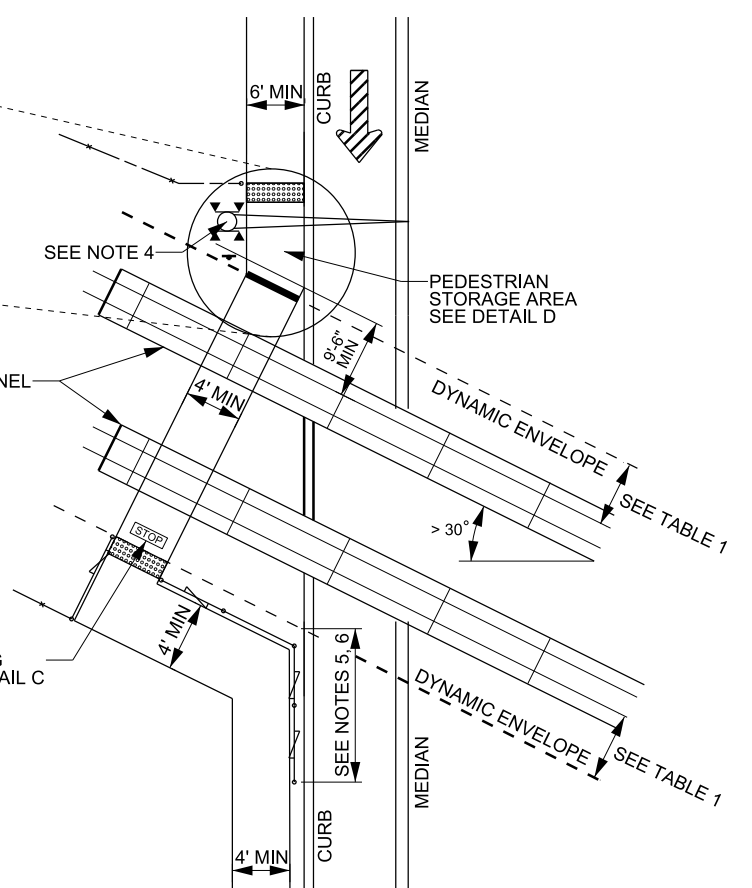 6' MIN
CURB
MEDIAN
SEE NOTE 4
PEDESTRIAN
STORAGE AREA
SEE DETAIL D
9'-6"
MIN
NEL
4' MIN
DYNAMIC ENVELOPE
SEE TABLE 1
> 30°
STOP
4' MIN
SEE NOTES 5, 6
G
AIL C
DYNAMIC ENVELOPE
SEE TABLE 1
MEDIAN
CURB
4' MIN